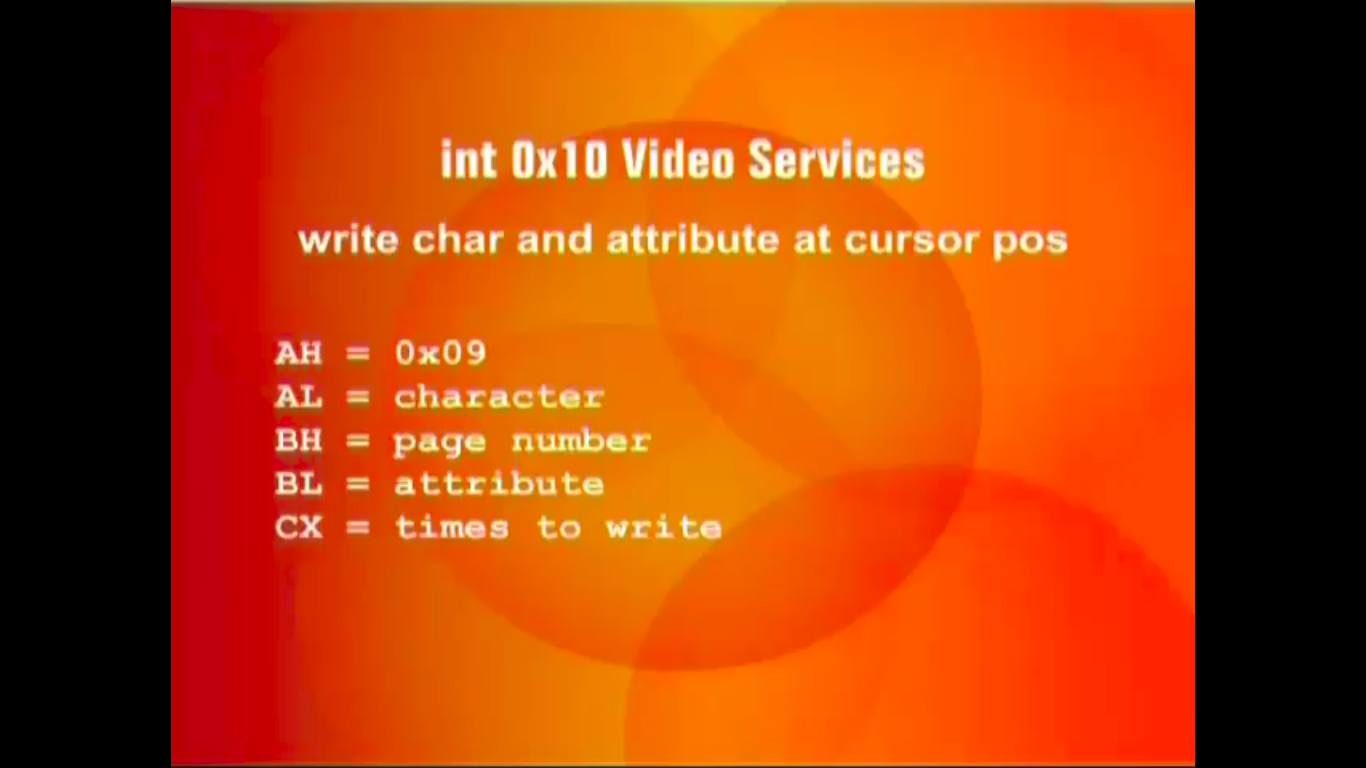 int 0x10 Video Services
write char and attribute at cursor pos
AH = 0x09
AL = character
BH = page number
BL = attribute
CX = times to write